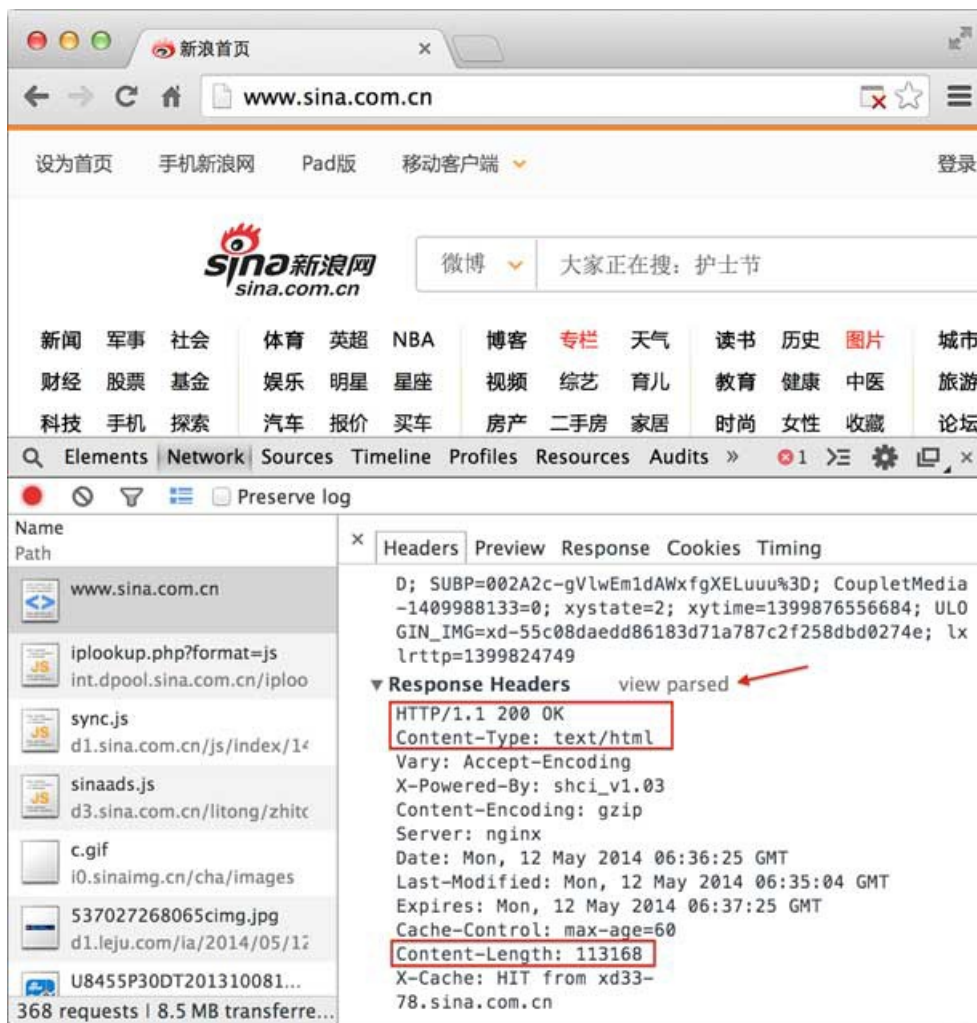 新浪首页
www.sina.com.cn
设为首页 手机新浪网 Pad版 移动客户端 登录
sina新浪网
sina.com.cn
微博 大家正在搜：护士节
新闻 军事 社会 体育 英超 NBA 博客 专栏 天气 读书 历史 图片 城市
财经 股票 基金 娱乐 明星 星座 视频 综艺 育儿 教育 健康 中医 旅游
科技 手机 探索 汽车 报价 买车 房产 二手房 家居 时尚 女性 收藏 论坛
Elements Network Sources Timeline Profiles Resources Audits » 1
Preserve log
Name
Path
www.sina.com.cn
iplookup.php?format=js
int.dpool.sina.com.cn/iploo
sync.js
d1.sina.com.cn/js/index/14
sinaads.js
d3.sina.com.cn/litong/zhitc
c.gif
i0.sinaimg.cn/cha/images
537027268065cimg.jpg
d1.leju.com/ia/2014/05/12
U8455P30DT201310081...
368 requests | 8.5 MB transferre...
× Headers Preview Response Cookies Timing
D; SUBP=002A2c-gVlwEm1dAWxfgXELuuu%3D; CoupletMedia
-1409988133=0; xystate=2; xytime=1399876556684; ULO
GIN_IMG=xd-55c08daedd86183d71a787c2f258dbd0274e; lx
lrttp=1399824749
Response Headers view parsed
HTTP/1.1 200 OK
Content-Type: text/html
Vary: Accept-Encoding
X-Powered-By: shci_v1.03
Content-Encoding: gzip
Server: nginx
Date: Mon, 12 May 2014 06:36:25 GMT
Last-Modified: Mon, 12 May 2014 06:35:04 GMT
Expires: Mon, 12 May 2014 06:37:25 GMT
Cache-Control: max-age=60
Content-Length: 113168
X-Cache: HIT from xd33-
78.sina.com.cn